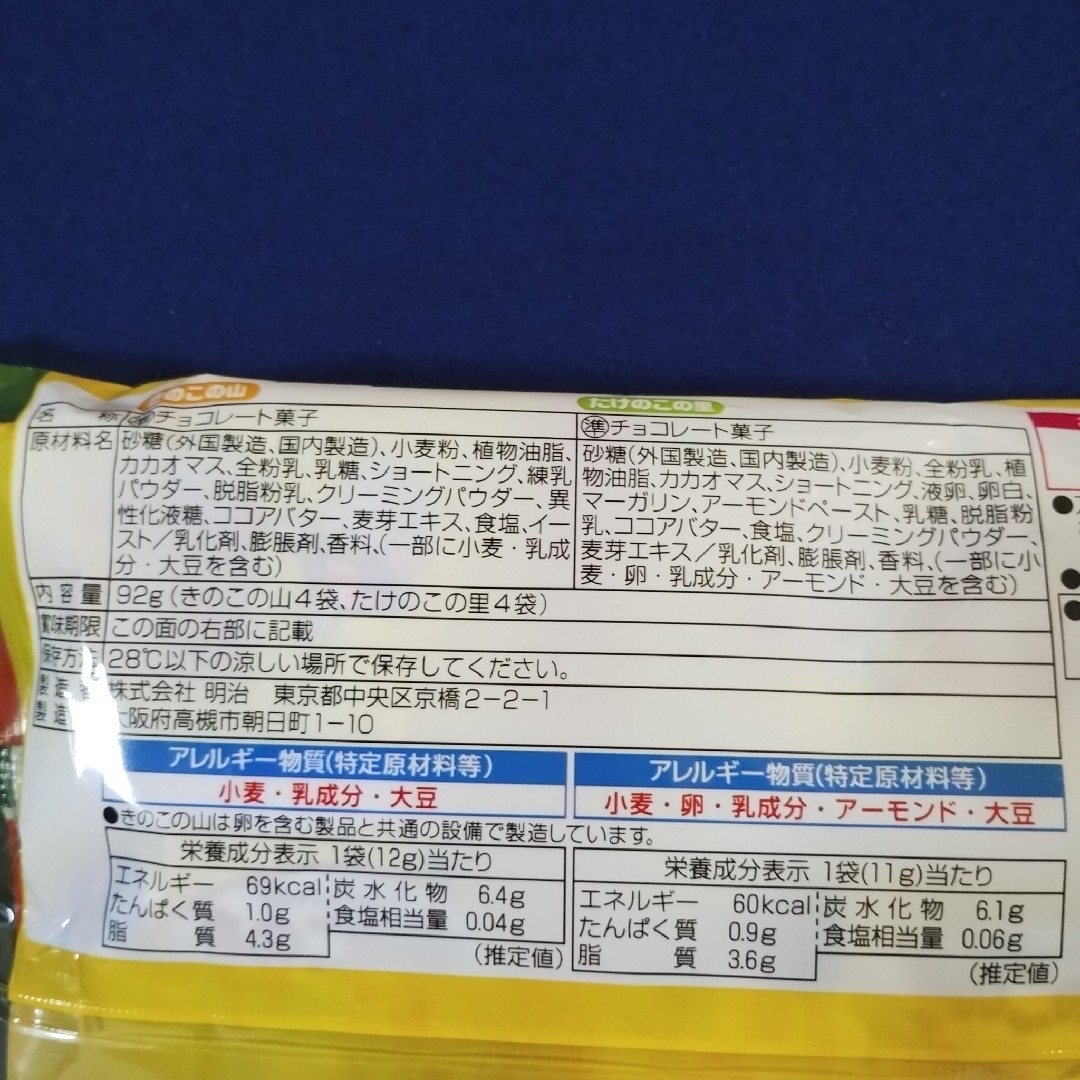 のこの山
たけのこの里
名 称 準チョコレート菓子
準チョコレート菓子
原材料名
砂糖(外国製造、国内製造)、小麦粉、植物油脂、
カカオマス、全粉乳、乳糖、ショートニング、練乳
パウダー、脱脂粉乳、クリーミングパウダー、異
性化液糖、ココアバター、麦芽エキス、食塩、イー
スト/乳化剤、膨脹剤、香料、(一部に小麦・乳成
分・大豆を含む)
砂糖(外国製造、国内製造)、小麦粉、全粉乳、植
物油脂、カカオマス、ショートニング、液卵、卵白、
マーガリン、アーモンドペースト、乳糖、脱脂粉
乳、ココアバター、食塩、クリーミングパウダー、
麦芽エキス/乳化剤、膨脹剤、香料、(一部に小
麦・卵・乳成分・アーモンド・大豆を含む)
内容量 92g(きのこの山4袋、たけのこの里4袋)
賞味期限 この面の右部に記載
保存方法 28℃以下の涼しい場所で保存してください。
製造者 株式会社 明治 東京都中央区京橋2-2-1
製造 大阪府高槻市朝日町1-10
アレルギー物質(特定原材料等)
小麦・乳成分・大豆
アレルギー物質(特定原材料等)
小麦・卵・乳成分・アーモンド・大豆
●きのこの山は卵を含む製品と共通の設備で製造しています。
栄養成分表示 1袋(12g)当たり
エネルギー 69kcal 炭水化物 6.4g
たんぱく質 1.0g 食塩相当量 0.04g
脂質 4.3g
(推定値)
栄養成分表示 1袋(11g)当たり
エネルギー 60kcal 炭水化物 6.1g
たんぱく質 0.9g 食塩相当量 0.06g
脂質 3.6g
(推定値)